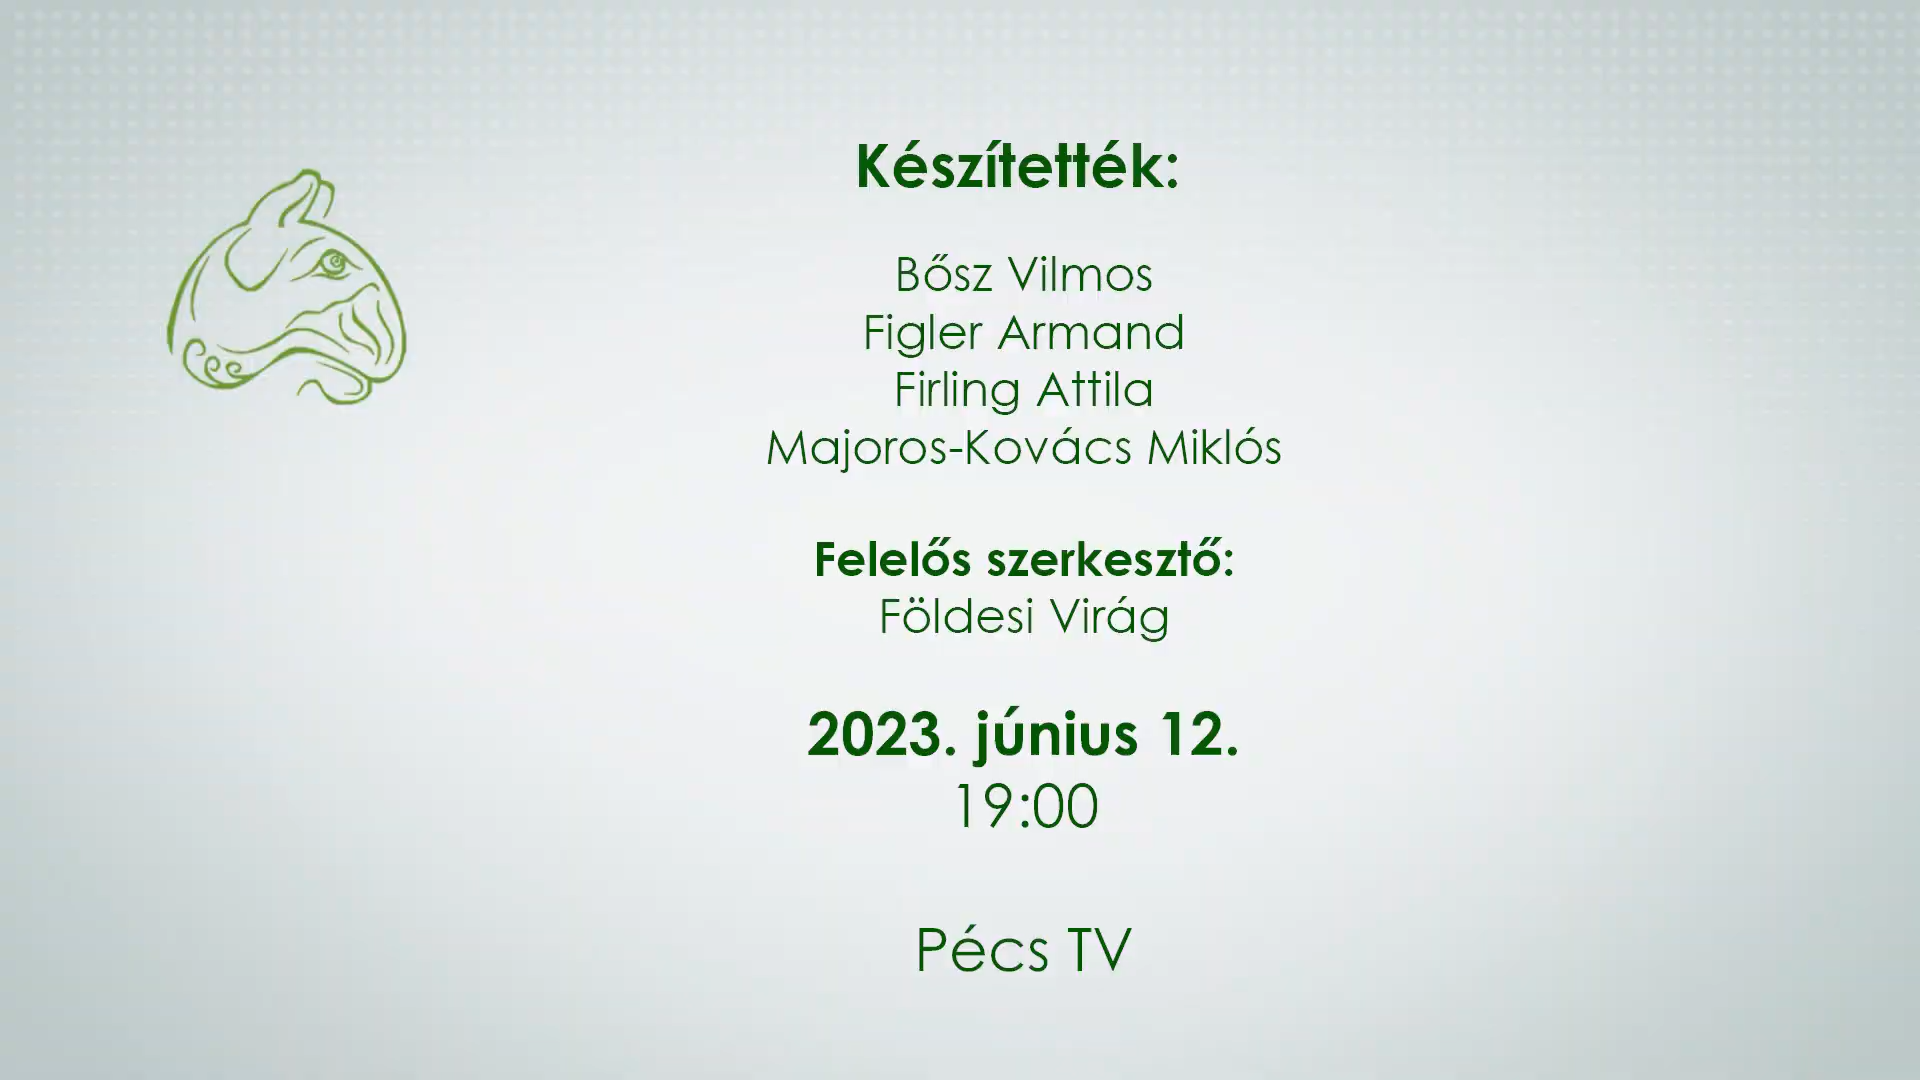 Készítették:
Bősz Vilmos
Figler Armand
Firling Attila
Majoros-Kovács Miklós
Felelős szerkesztő:
Földesi Virág
2023. június 12.
19:00
Pécs TV